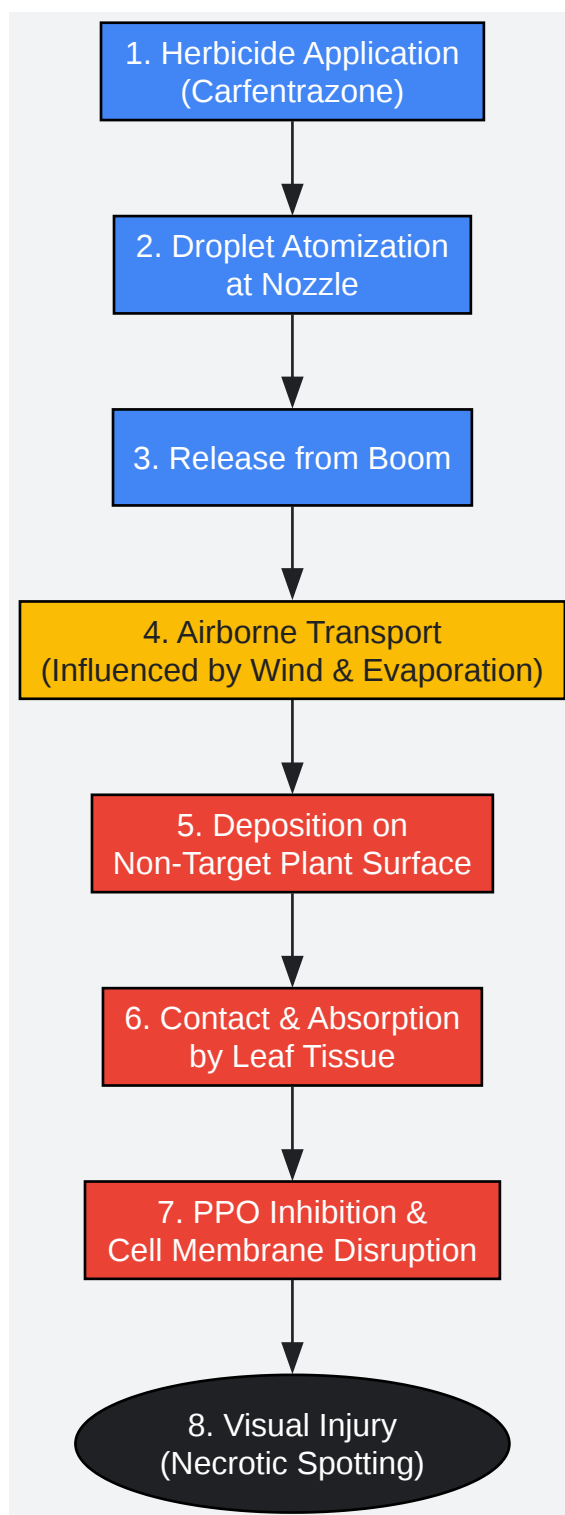 1. Herbicide Application
(Carfentrazone)
2. Droplet Atomization
at Nozzle
3. Release from Boom
4. Airborne Transport
(Influenced by Wind & Evaporation)
5. Deposition on
Non-Target Plant Surface
6. Contact & Absorption
by Leaf Tissue
7. PPO Inhibition &
Cell Membrane Disruption
8. Visual Injury
(Necrotic Spotting)